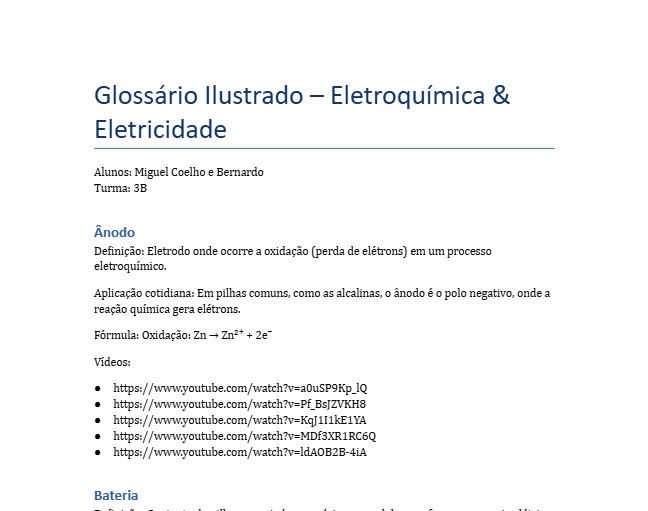 Glossário Ilustrado – Eletroquímica &
Eletricidade
Alunos: Miguel Coelho e Bernardo
Turma: 3B
Ânodo
Definição: Eletrodo onde ocorre a oxidação (perda de elétrons) em um processo
eletroquímico.
Aplicação cotidiana: Em pilhas comuns, como as alcalinas, o ânodo é o polo negativo, onde a
reação química gera elétrons.
Fórmula: Oxidação: Zn → Zn²⁺ + 2e⁻
Vídeos:
● https://www.youtube.com/watch?v=a0uSP9Kp_lQ
● https://www.youtube.com/watch?v=Pf_BsJZVKH8
● https://www.youtube.com/watch?v=KqJ1I1kE1YA
● https://www.youtube.com/watch?v=MDf3XR1RC6Q
● https://www.youtube.com/watch?v=ldAOB2B-4iA
Bateria